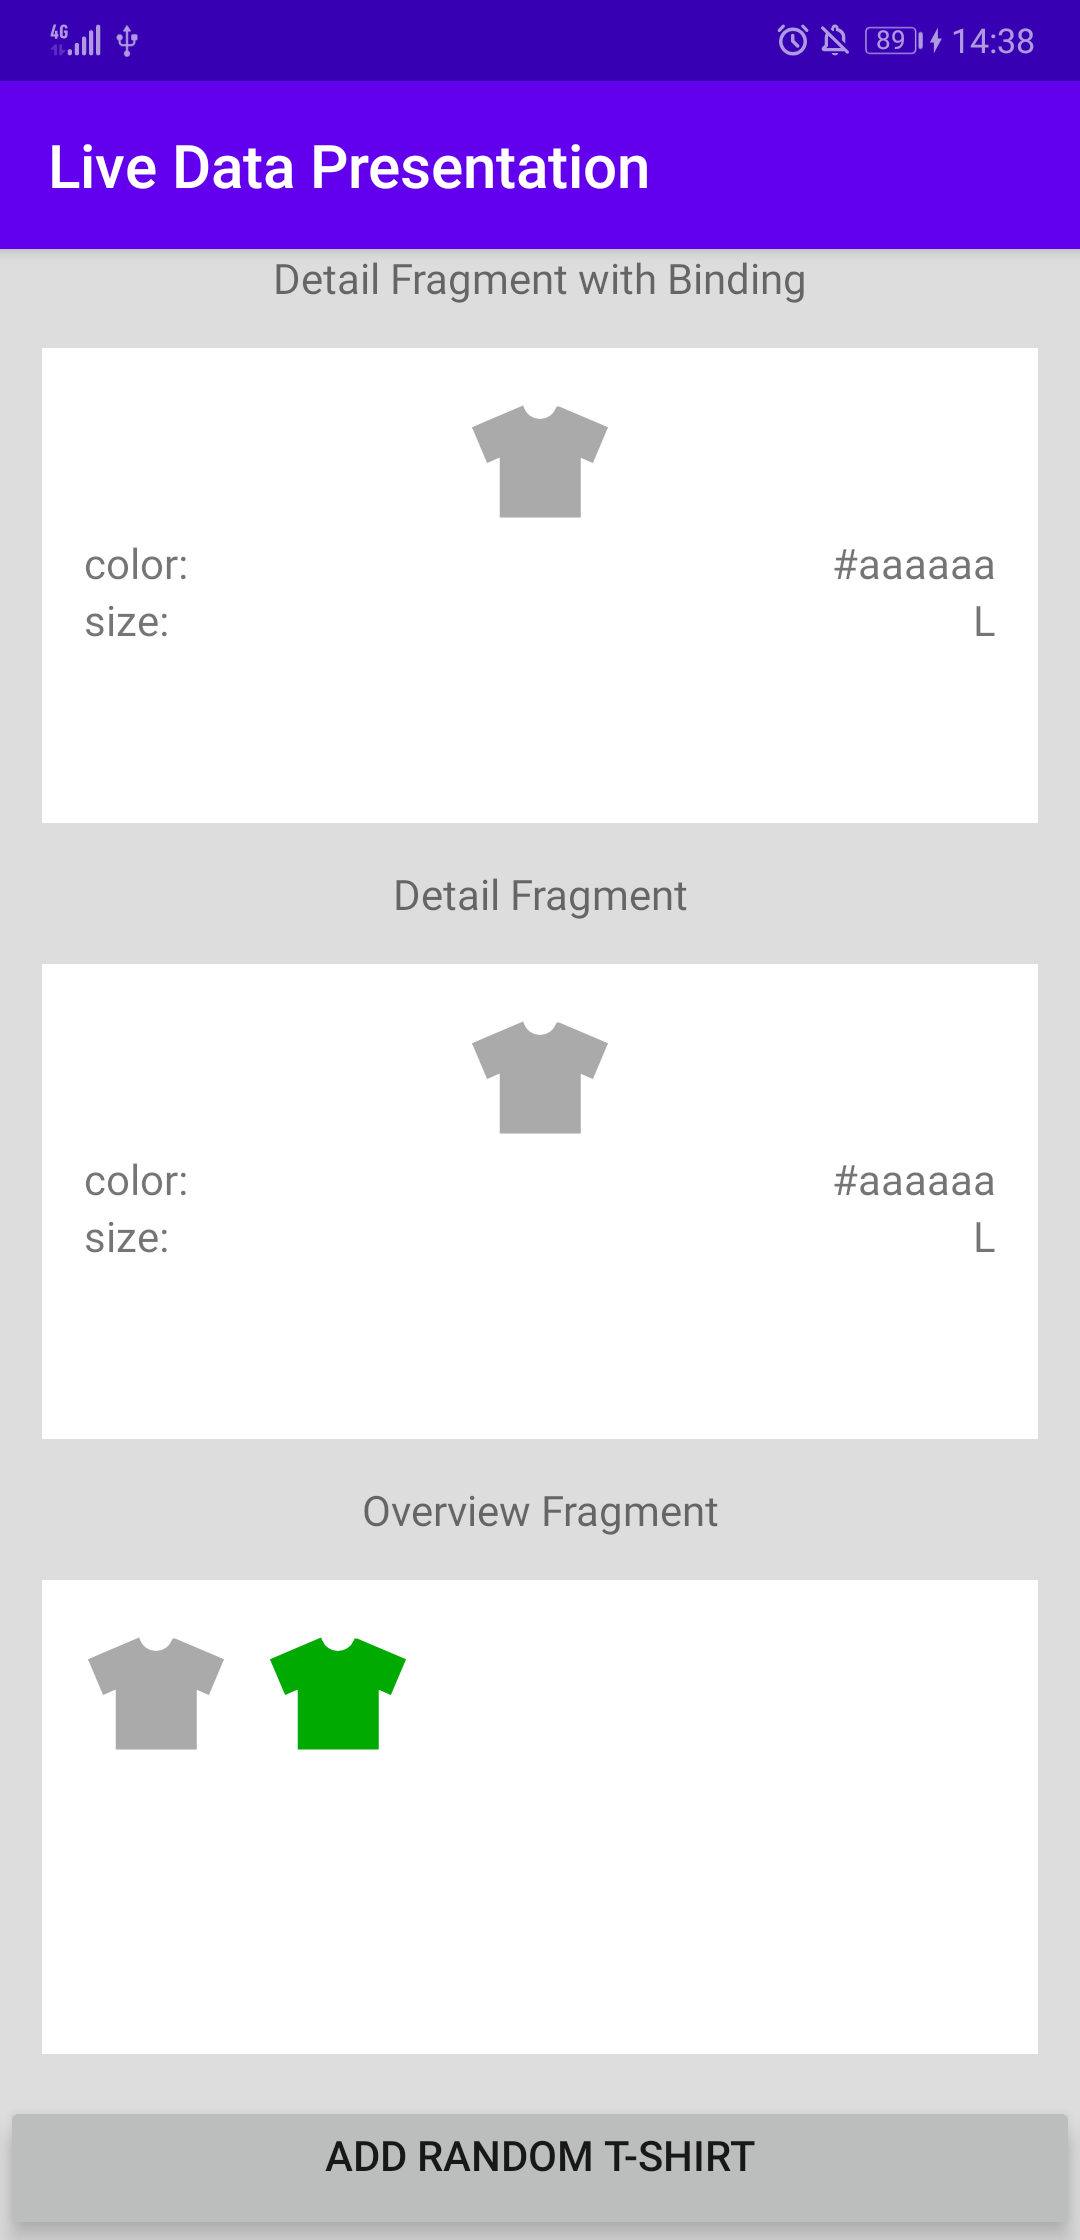 4G 89 14:38
Live Data Presentation
Detail Fragment with Binding
color: #aaaaaa
size: L
Detail Fragment
color: #aaaaaa
size: L
Overview Fragment
ADD RANDOM T-SHIRT